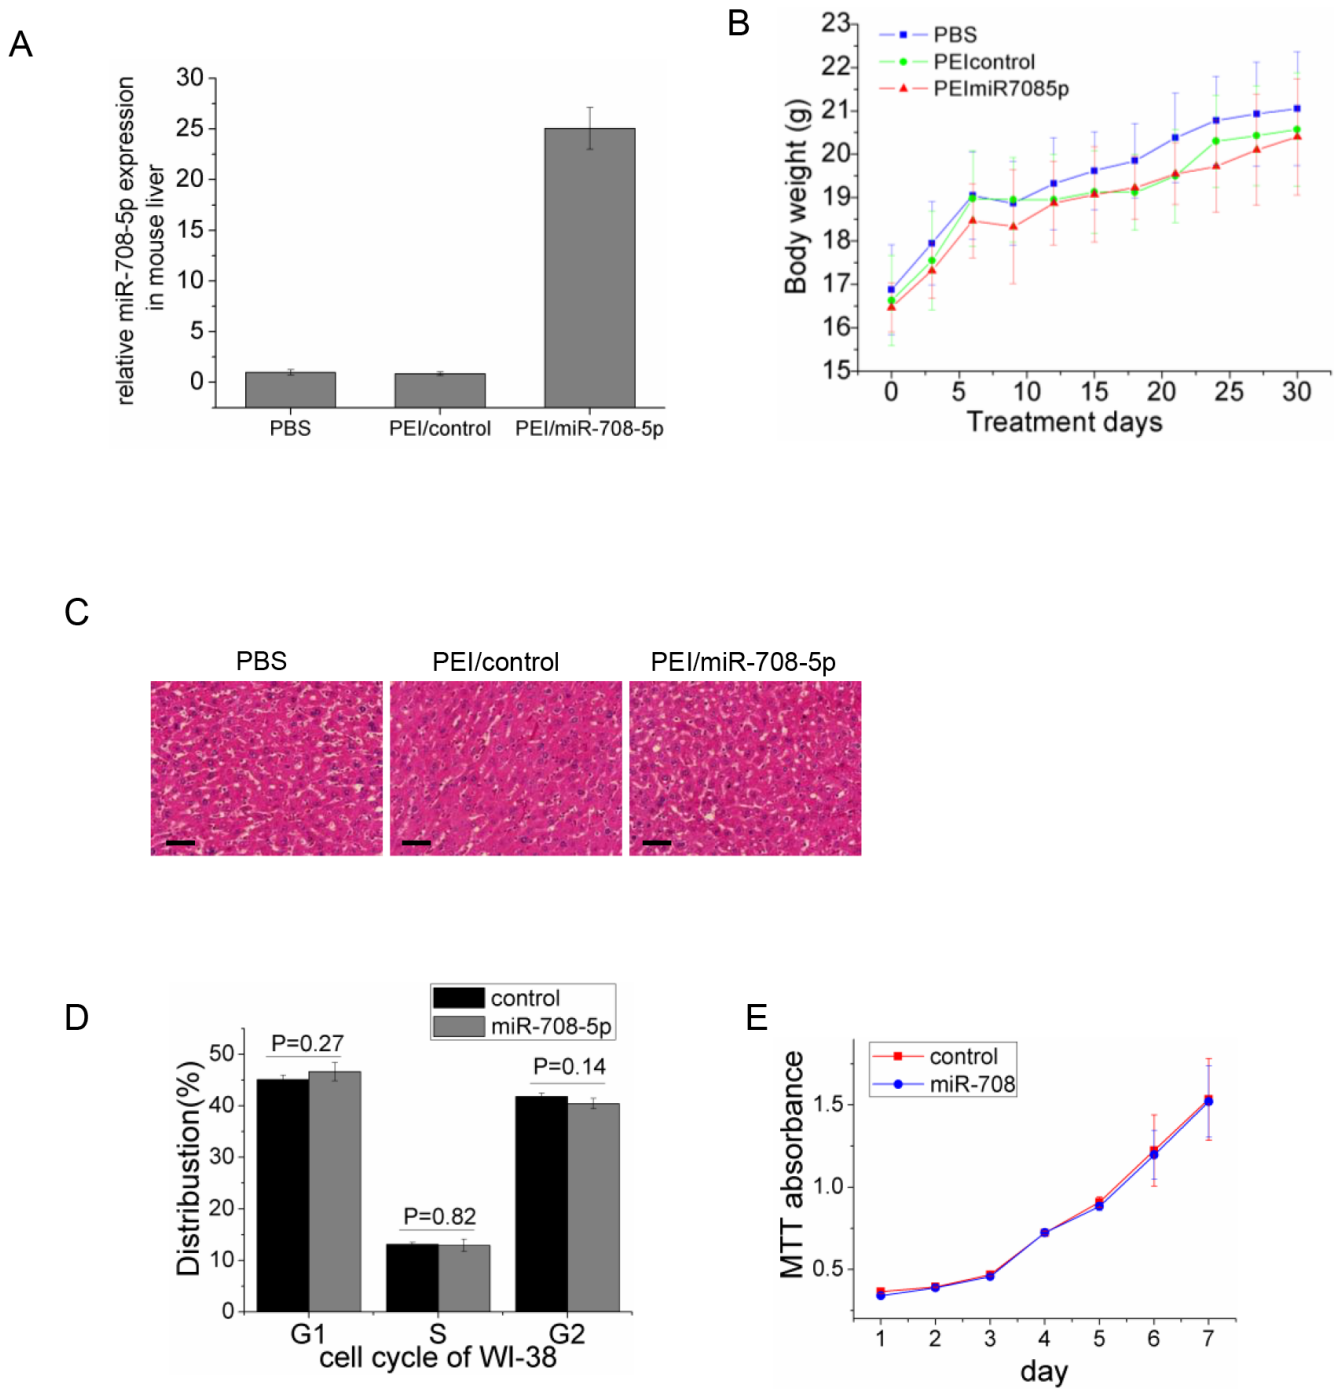 A
relative miR-708-5p expression
in mouse liver
30
25
20
15
10
5
0
PBS
PEI/control
PEI/miR-708-5p
B
PBS
PEIcontrol
PEImiR7085p
Body weight (g)
23
22
21
20
19
18
17
16
15
0
5
10
15
20
25
30
Treatment days
C
PBS
PEI/control
PEI/miR-708-5p
D
control
miR-708-5p
Distribustion(%)
50
40
30
20
10
0
P=0.27
P=0.82
P=0.14
G1
S
G2
cell cycle of WI-38
E
control
miR-708
MTT absorbance
1.5
1.0
0.5
1
2
3
4
5
6
7
day